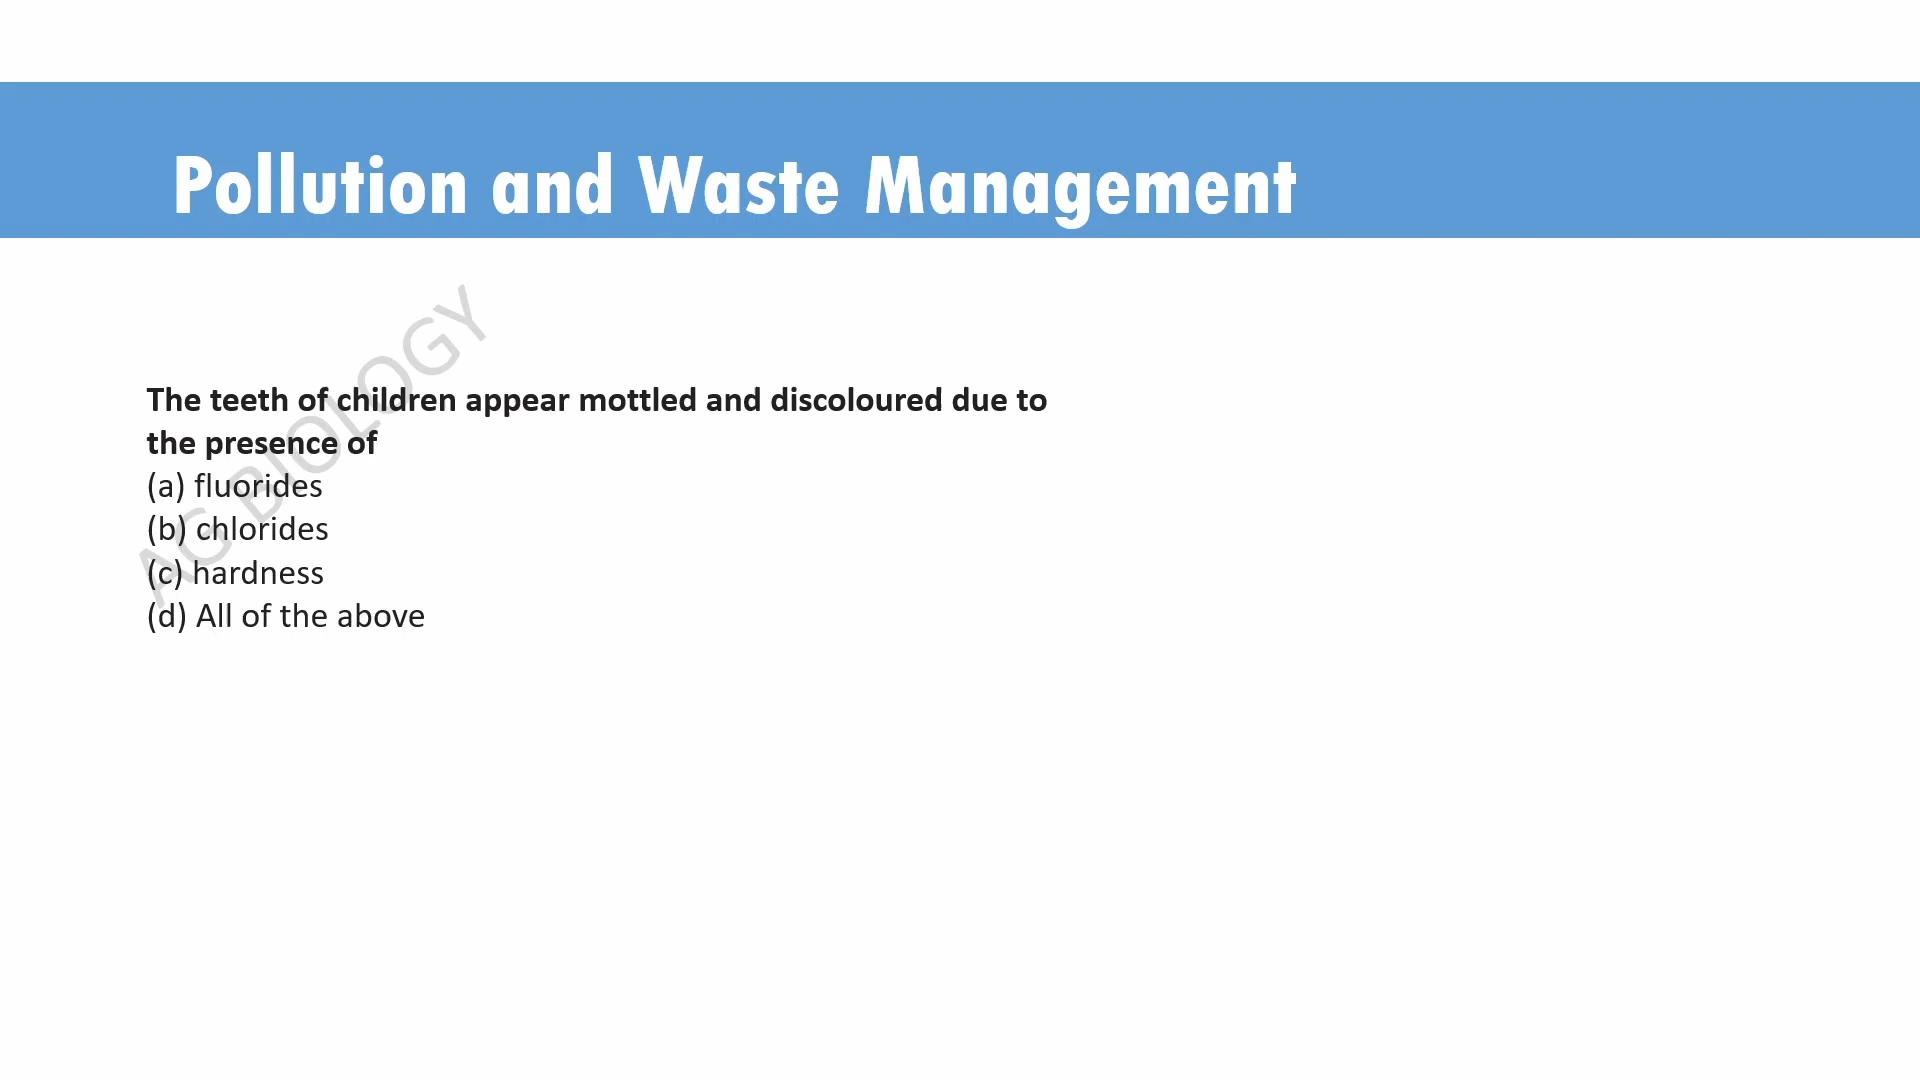 Pollution and Waste Management
AG BIOLOGY
The teeth of children appear mottled and discoloured due to
the presence of
(a) fluorides
(b) chlorides
(c) hardness
(d) All of the above